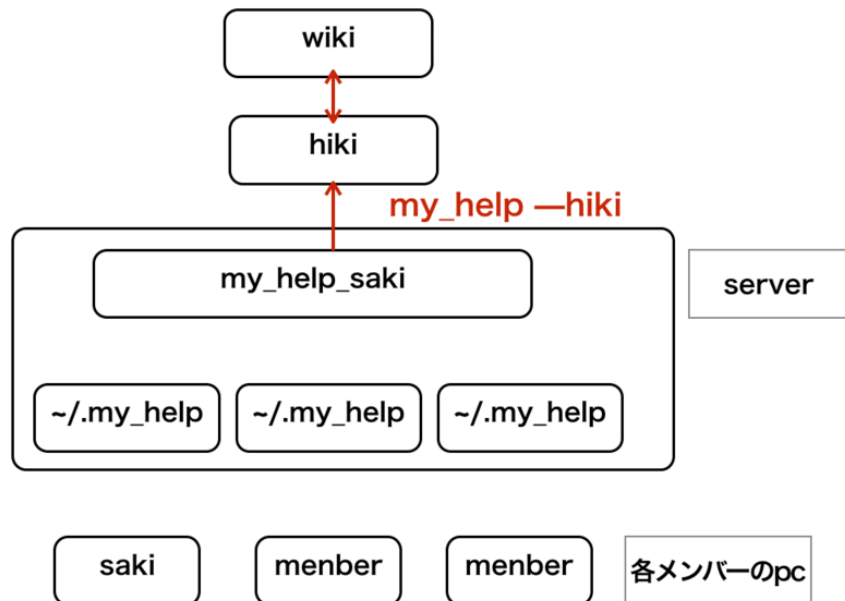 wiki
hiki
my_help —hiki
my_help_saki
server
~/.my_help
~/.my_help
~/.my_help
saki
menber
menber
各メンバーのpc